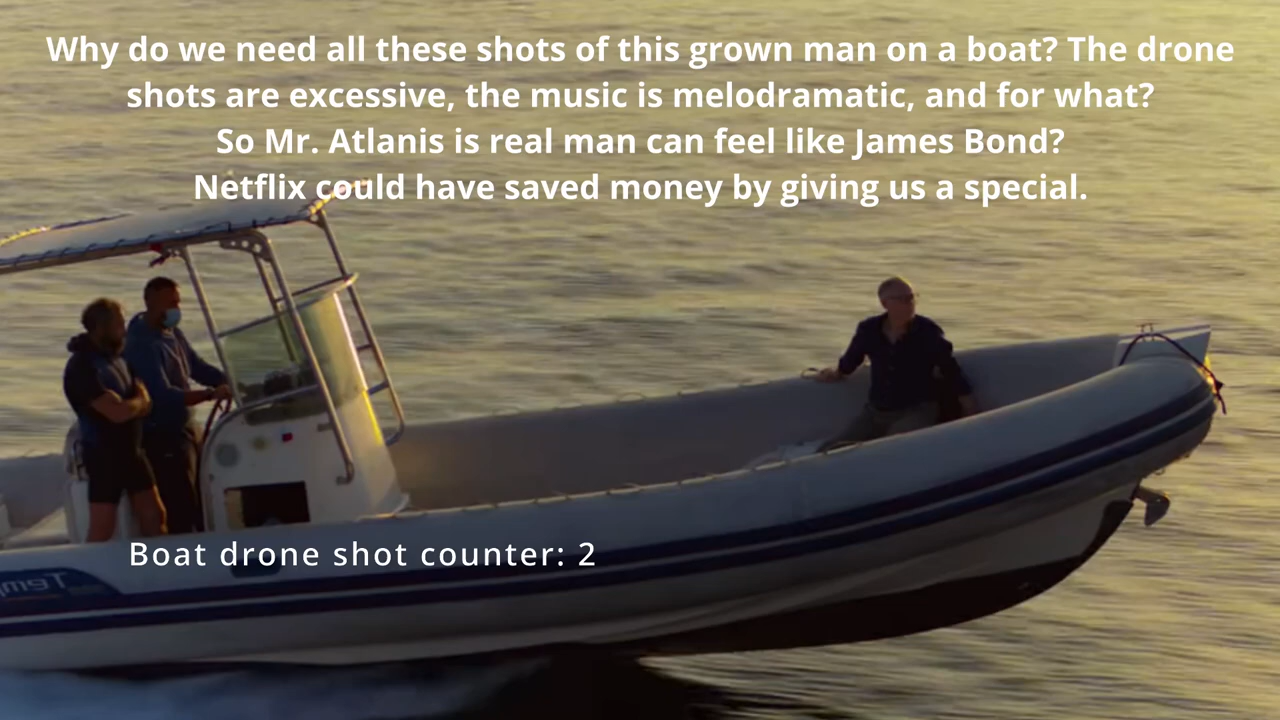 Why do we need all these shots of this grown man on a boat? The drone
shots are excessive, the music is melodramatic, and for what?
So Mr. Atlanis is real man can feel like James Bond?
Netflix could have saved money by giving us a special.
Boat drone shot counter: 2